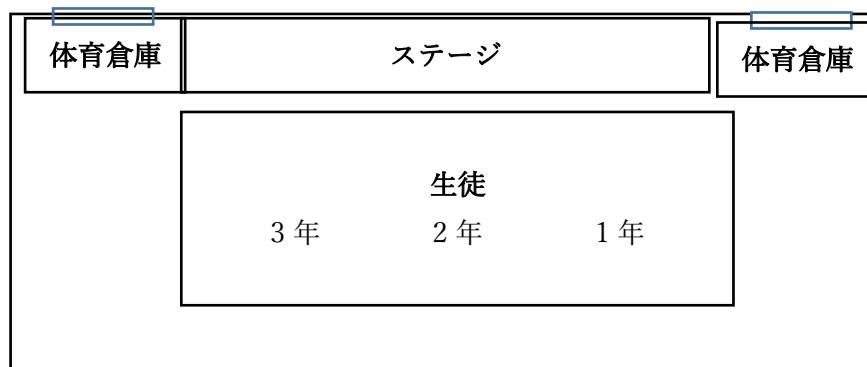 体育倉庫
ステージ
体育倉庫
生徒
3年 2年 1年